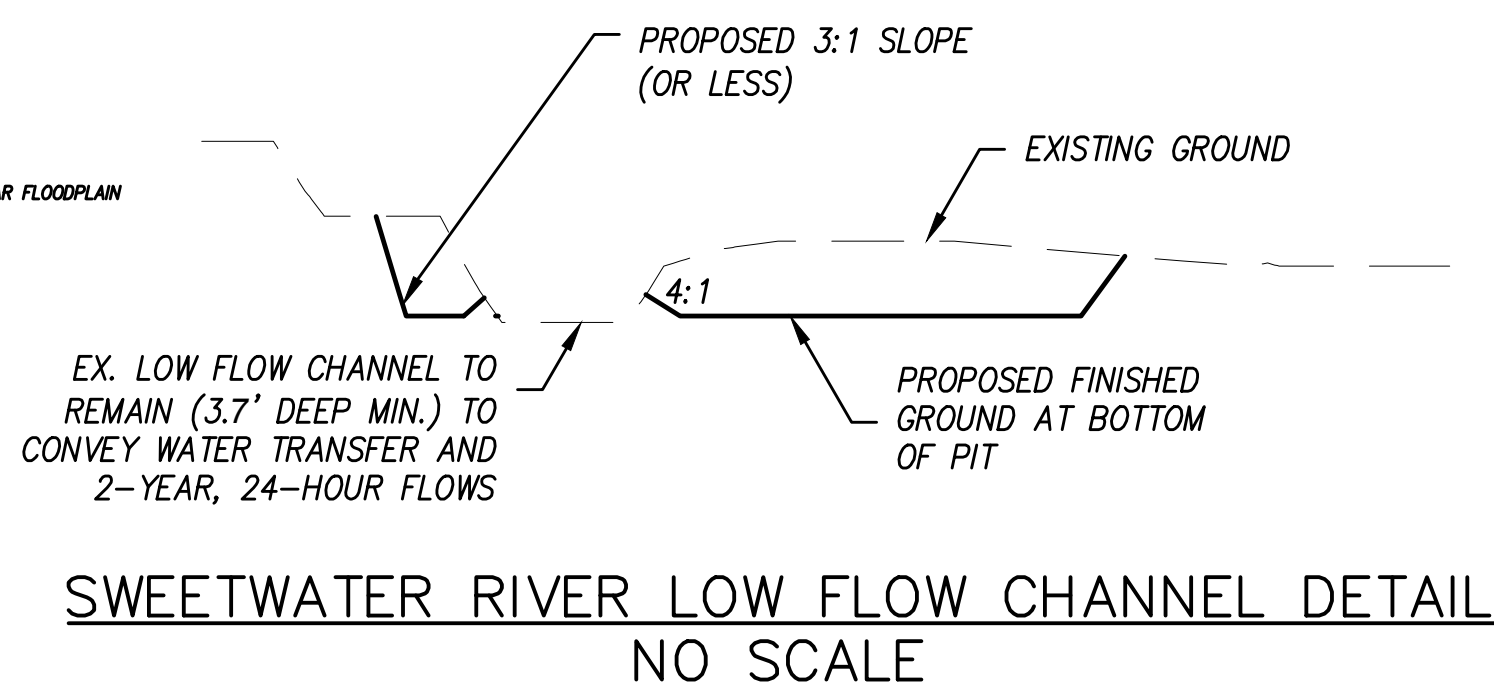 PROPOSED 3:1 SLOPE
(OR LESS)
EXISTING GROUND
FLOODPLAIN
4:1
EX. LOW FLOW CHANNEL TO
REMAIN (3.7' DEEP MIN.) TO
CONVEY WATER TRANSFER AND
2-YEAR, 24-HOUR FLOWS
PROPOSED FINISHED
GROUND AT BOTTOM
OF PIT
SWEETWATER RIVER LOW FLOW CHANNEL DETAIL
NO SCALE